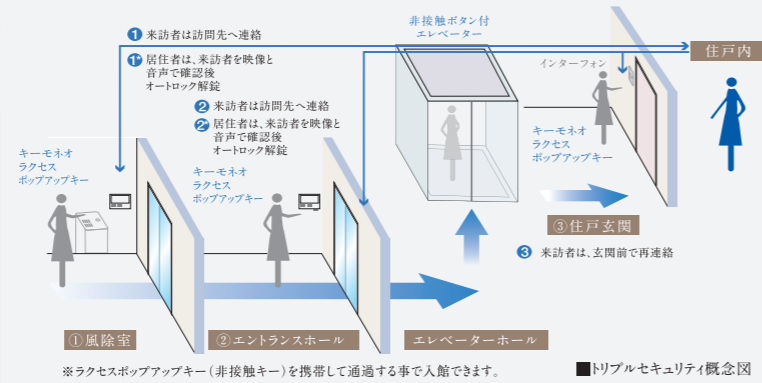 ❶ 来訪者は訪問先へ連絡
❶* 居住者は、来訪者を映像と
音声で確認後
オートロック解錠
❷ 来訪者は訪問先へ連絡
❷* 居住者は、来訪者を映像と
音声で確認後
オートロック解錠
非接触ボタン付
エレベーター
インターフォン
住戸内
キーモネオ
ラクセス
ポップアップキー
キーモネオ
ラクセス
ポップアップキー
キーモネオ
ラクセス
ポップアップキー
③住戸玄関
❸ 来訪者は、玄関前で再連絡
①風除室
②エントランスホール
エレベーターホール
※ラクセスポップアップキー（非接触キー）を携帯して通過する事で入館できます。
■トリプルセキュリティ概念図